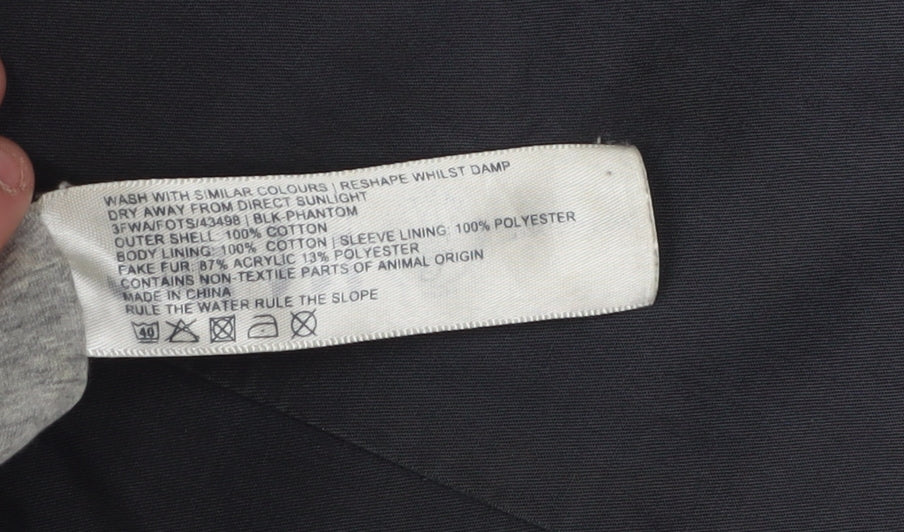 WASH WITH SIMILAR COLOURS | RESHAPE WHILST DAMP
DRY AWAY FROM DIRECT SUNLIGHT
3FWA/FOTS/43498 | BLK-PHANTOM
OUTER SHELL 100% COTTON
BODY LINING: 100% COTTON | SLEEVE LINING: 100% POLYESTER
FAKE FUR: 87% ACRYLIC 13% POLYESTER
CONTAINS NON-TEXTILE PARTS OF ANIMAL ORIGIN
MADE IN CHINA
RULE THE WATER RULE THE SLOPE
40